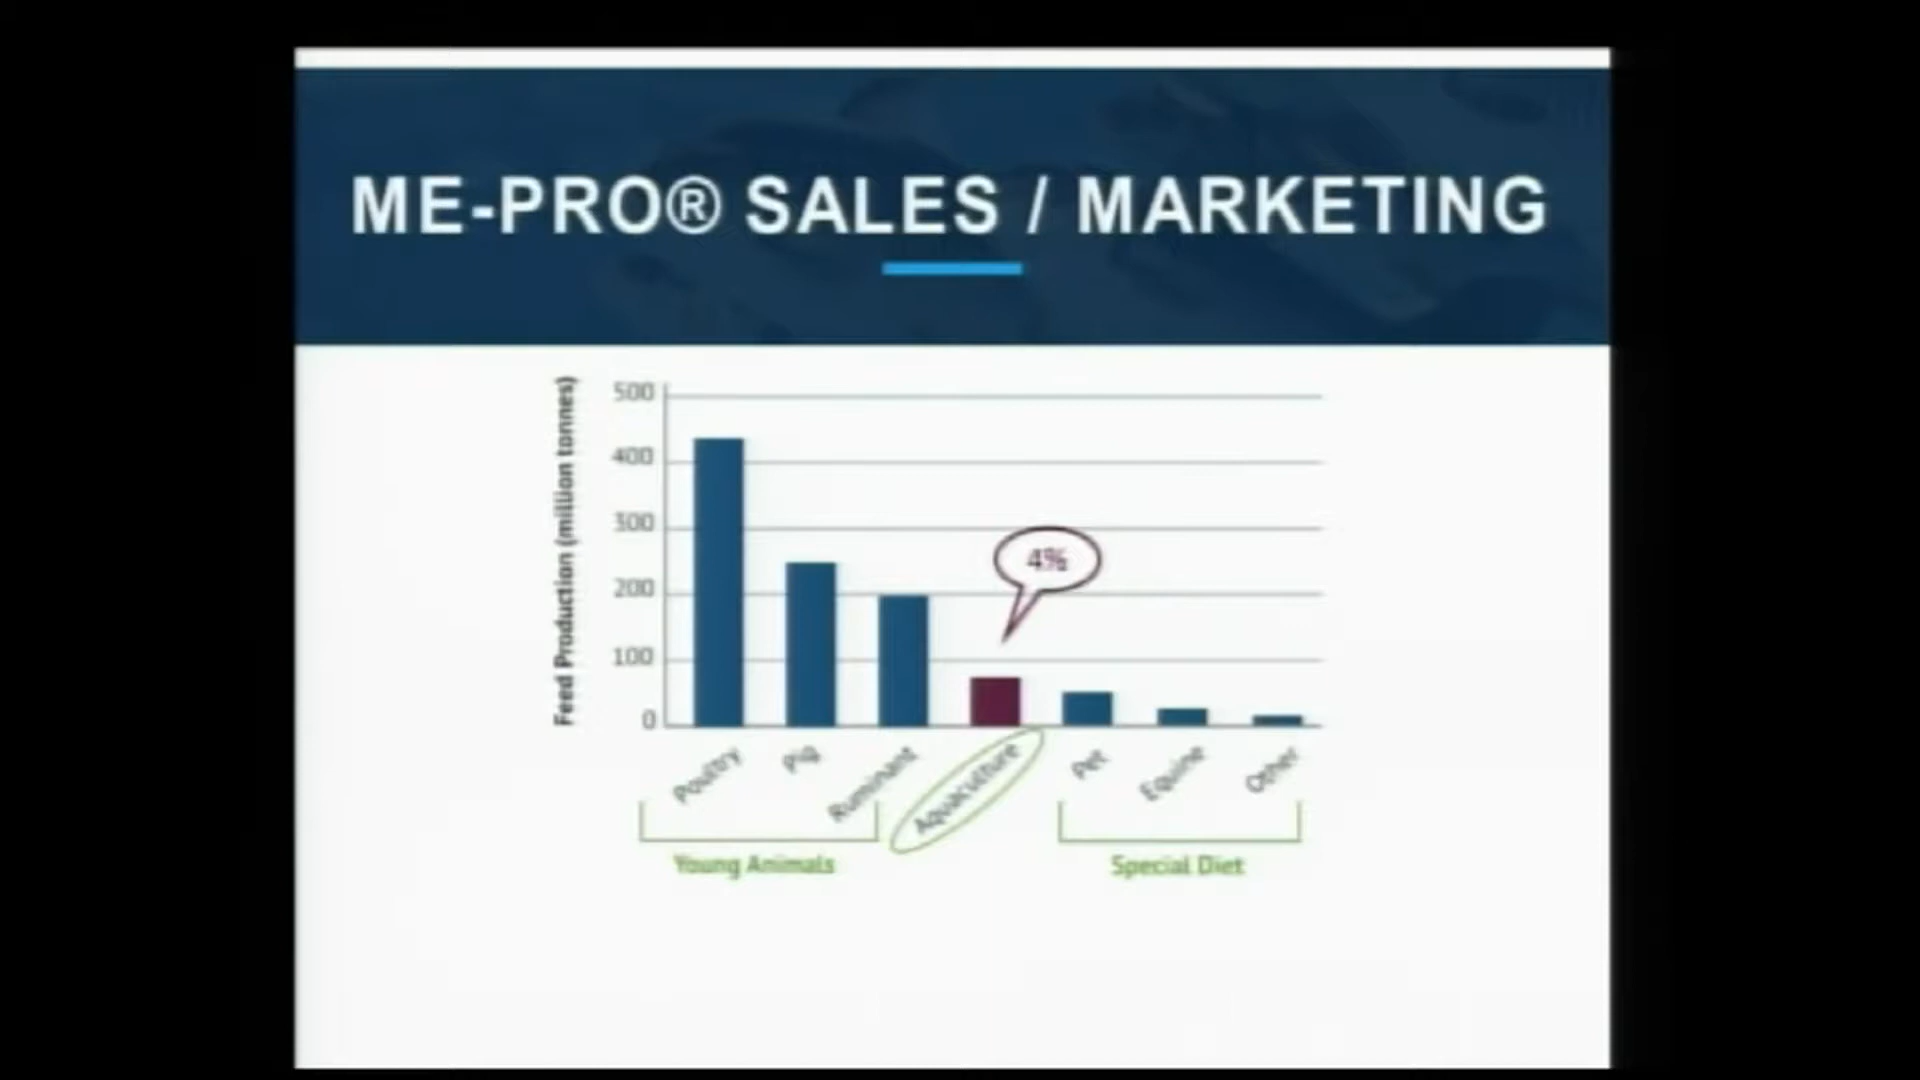 ME-PRO® SALES / MARKETING
Feed Production (million tonnes)
500
400
300
200
100
0
4%
Poultry
Pig
Ruminant
Aquaculture
Pet
Equine
Other
Young Animals
Special Diet